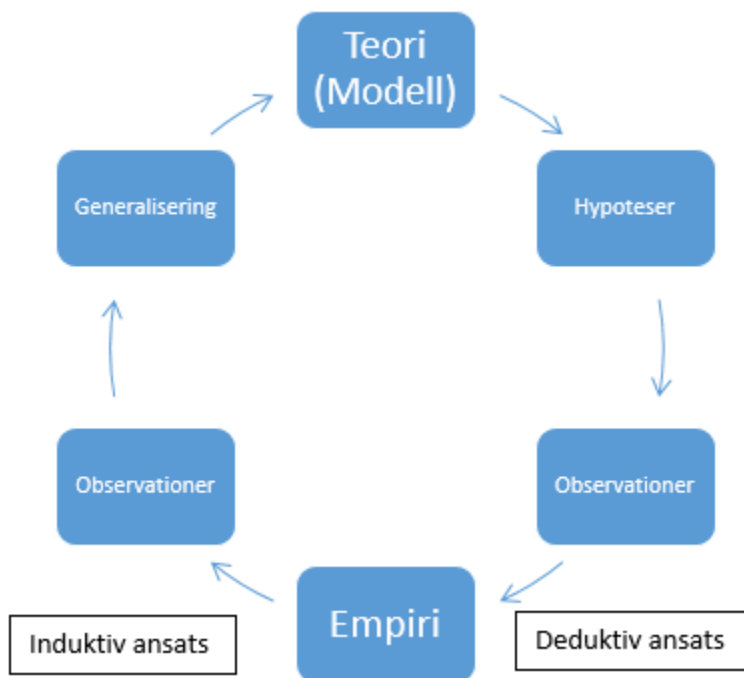 Teori
(Modell)
Generalisering
Hypoteser
Observationer
Observationer
Empiri
Induktiv ansats
Deduktiv ansats